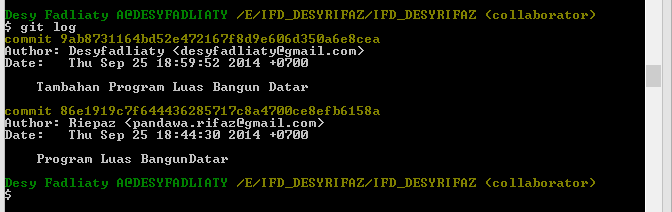 Desy Fadliaty A@DESYFADLIATY /E/IFD_DESYRIFAZ/IFD_DESYRIFAZ (collaborator)
$ git log
commit 9ab8731164bd52e472167f8d9e606d350a6e8cea
Author: Desyfadliaty <desyfadliaty@gmail.com>
Date:   Thu Sep 25 18:59:52 2014 +0700
    Tambahan Program Luas Bangun Datar
commit 86e1919c7f644436285717c8a4700ce8efb6158a
Author: Riepaz <pandawa.rifaz@gmail.com>
Date:   Thu Sep 25 18:44:30 2014 +0700
    Program Luas BangunDatar
Desy Fadliaty A@DESYFADLIATY /E/IFD_DESYRIFAZ/IFD_DESYRIFAZ (collaborator)
$